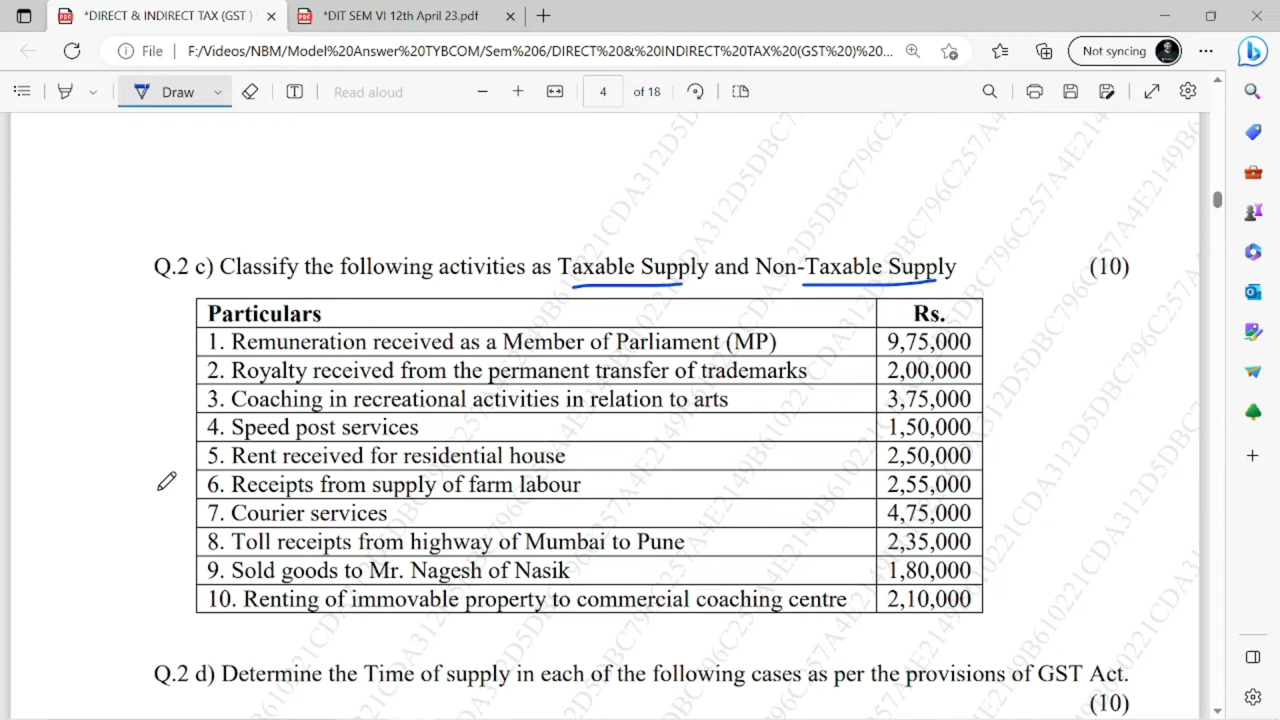 *DIRECT & INDIRECT TAX (GST )
*DIT SEM VI 12th April 23.pdf
File
F:/Videos/NBM/Model%20Answer%20TYBCOM/Sem%206/DIRECT%20&%20INDIRECT%20TAX%20(GST%20)%20...
Not syncing
Draw
Read aloud
4
of 18
Q.2 c) Classify the following activities as Taxable Supply and Non-Taxable Supply (10)
Particulars Rs.
1. Remuneration received as a Member of Parliament (MP) 9,75,000
2. Royalty received from the permanent transfer of trademarks 2,00,000
3. Coaching in recreational activities in relation to arts 3,75,000
4. Speed post services 1,50,000
5. Rent received for residential house 2,50,000
6. Receipts from supply of farm labour 2,55,000
7. Courier services 4,75,000
8. Toll receipts from highway of Mumbai to Pune 2,35,000
9. Sold goods to Mr. Nagesh of Nasik 1,80,000
10. Renting of immovable property to commercial coaching centre 2,10,000
Q.2 d) Determine the Time of supply in each of the following cases as per the provisions of GST Act.
(10)